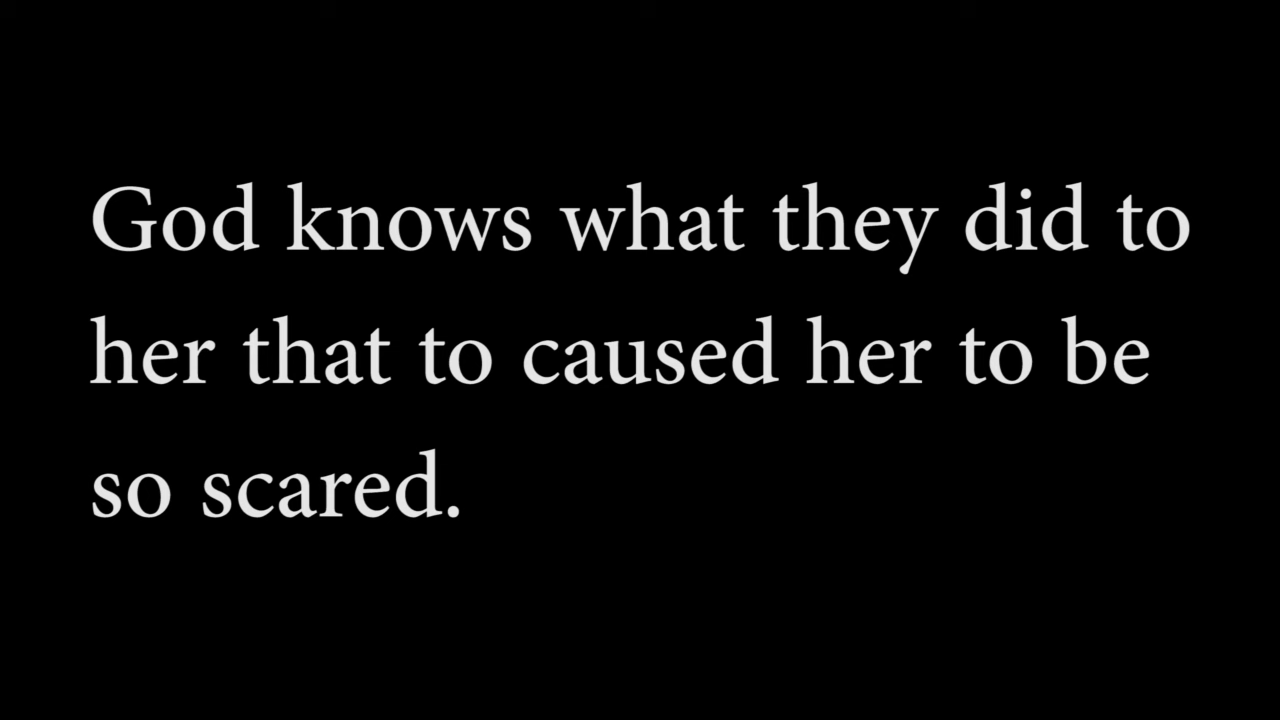 God knows what they did to
her that to caused her to be
so scared.